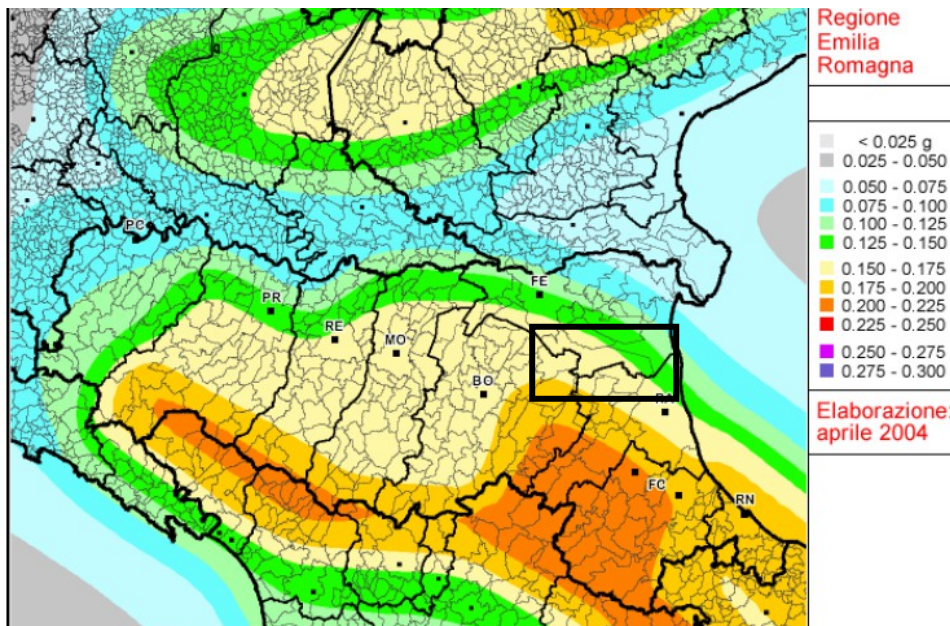 Regione
Emilia
Romagna
< 0.025 g
0.025 - 0.050
0.050 - 0.075
0.075 - 0.100
0.100 - 0.125
0.125 - 0.150
0.150 - 0.175
0.175 - 0.200
0.200 - 0.225
0.225 - 0.250
0.250 - 0.275
0.275 - 0.300
Elaborazione:
aprile 2004
PC
FE
PR
RE
MO
BO
RA
FC
RN